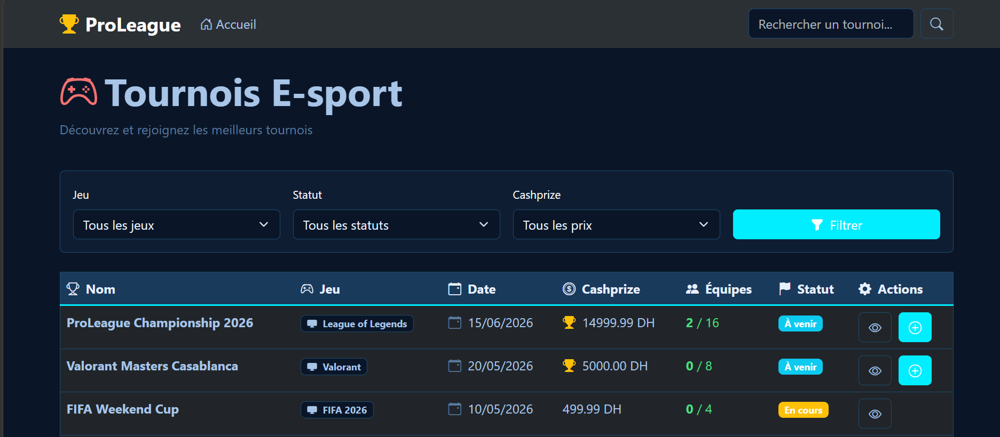 ProLeague Accueil Rechercher un tournoi...
Tournois E-sport
Découvrez et rejoignez les meilleurs tournois
Jeu Statut Cashprize
Tous les jeux Tous les statuts Tous les prix Filtrer
Nom Jeu Date Cashprize Équipes Statut Actions
ProLeague Championship 2026 League of Legends 15/06/2026 14999.99 DH 2 / 16 À venir
Valorant Masters Casablanca Valorant 20/05/2026 5000.00 DH 0 / 8 À venir
FIFA Weekend Cup FIFA 2026 10/05/2026 499.99 DH 0 / 4 En cours